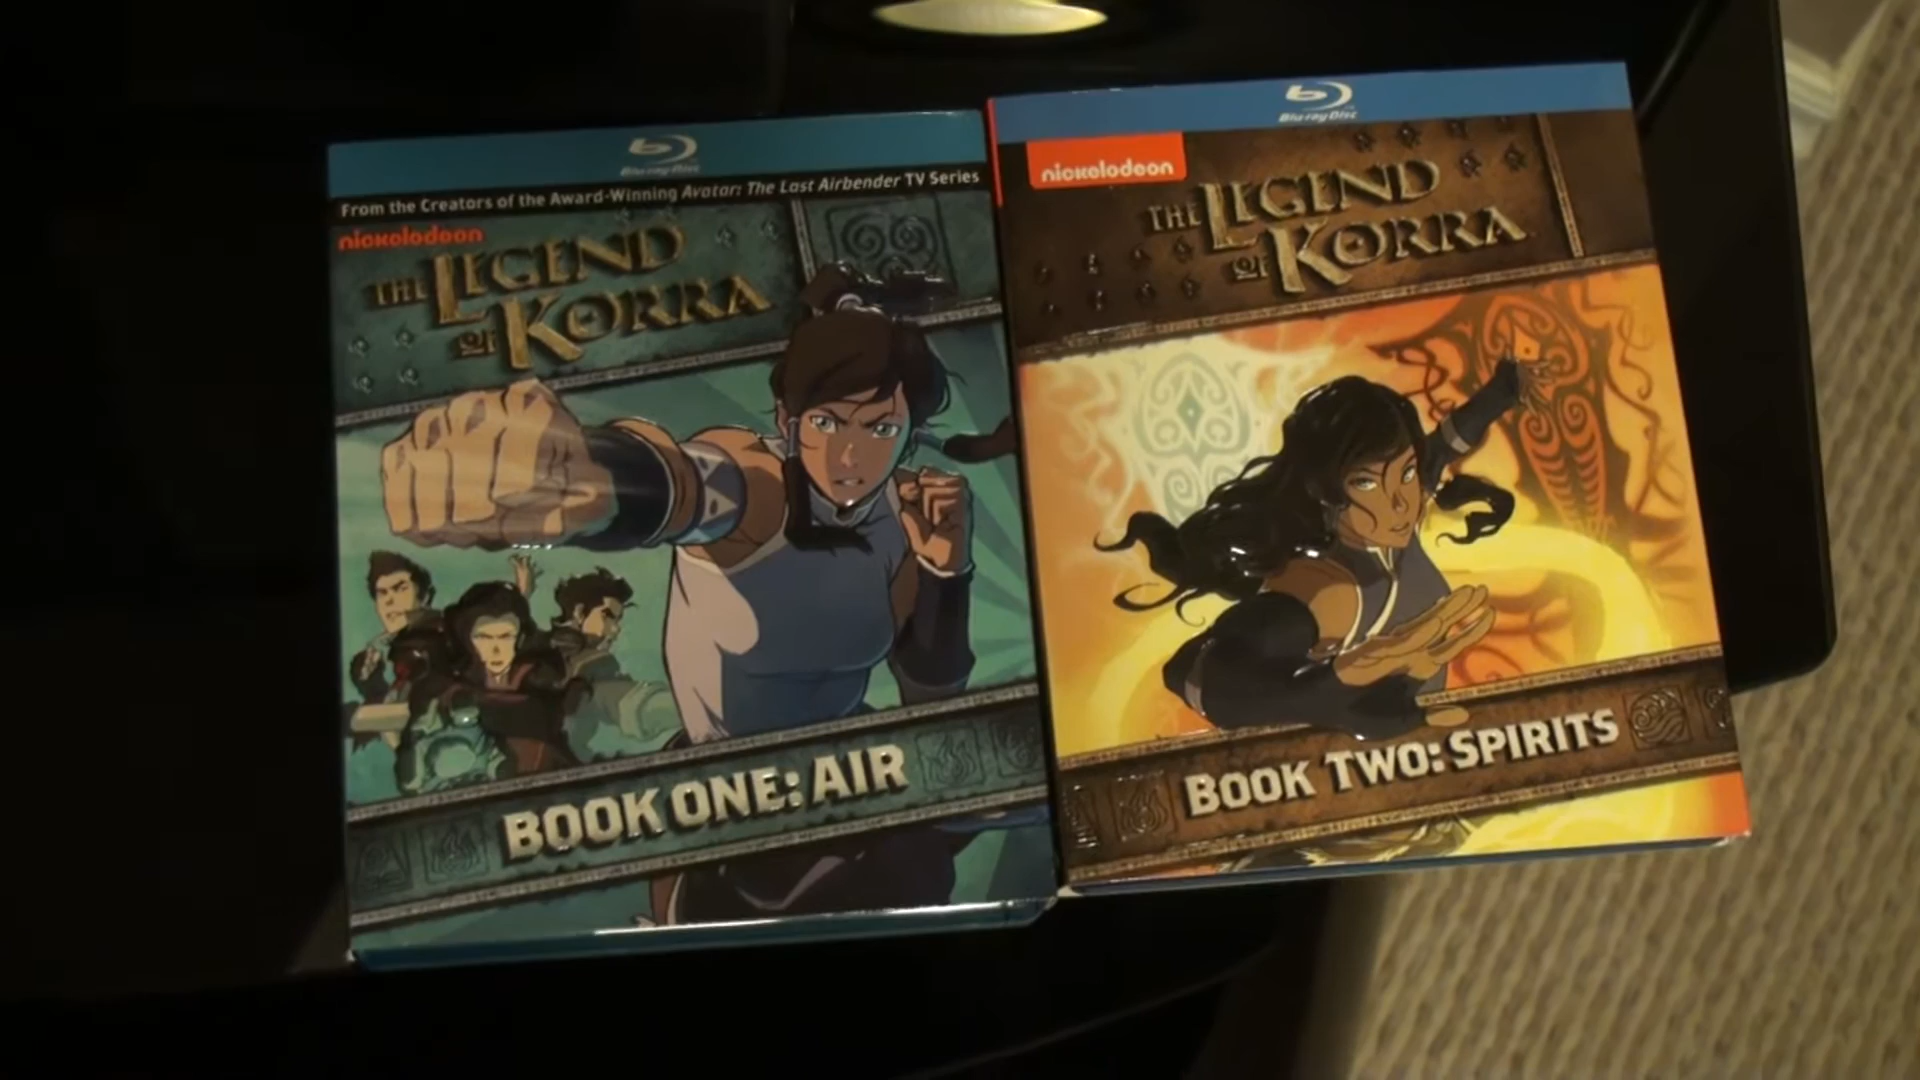 Blu-ray Disc
From the Creators of the Award-Winning Avatar: The Last Airbender TV Series
nickelodeon
THE LEGEND
OF KORRA
BOOK ONE: AIR
Blu-ray Disc
nickelodeon
THE LEGEND
OF KORRA
BOOK TWO: SPIRITS